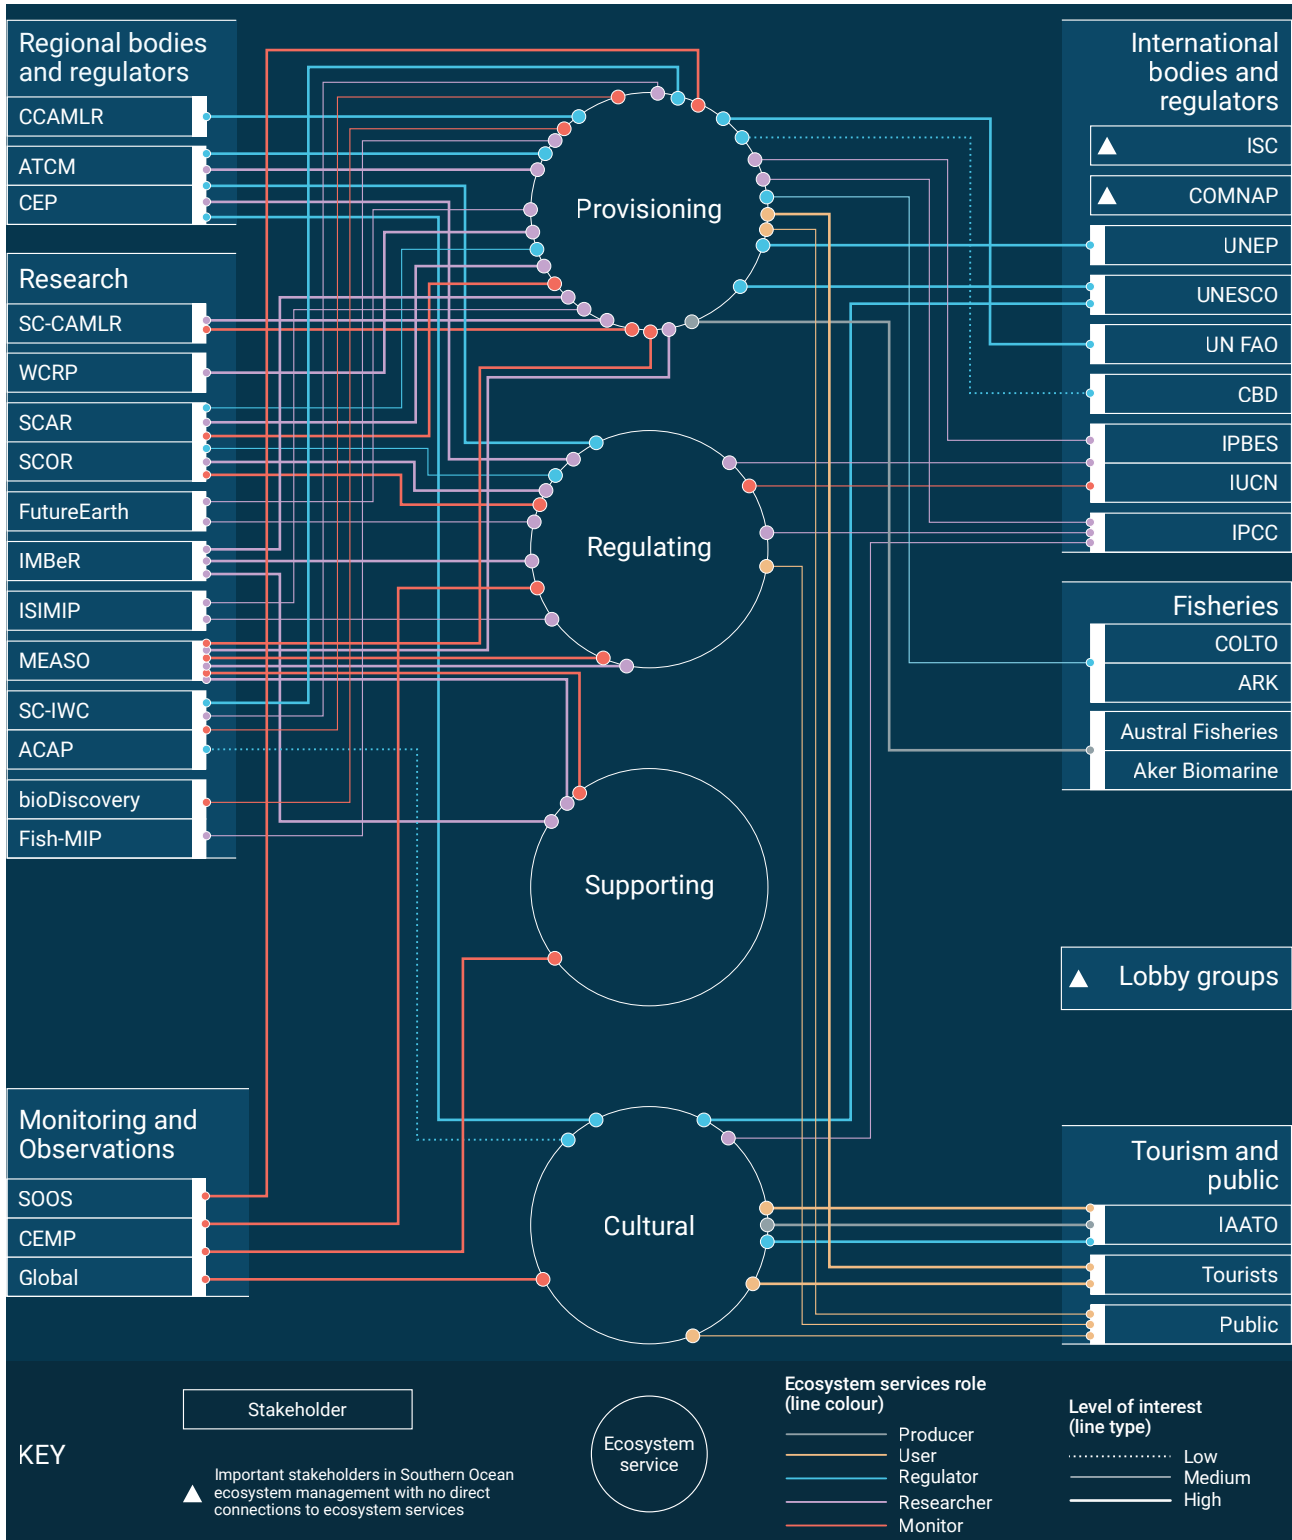 Regional bodies
and regulators
CCAMLR
ATCM
CEP
Research
SC-CAMLR
WCRP
SCAR
SCOR
FutureEarth
IMBeR
ISIMIP
MEASO
SC-IWC
ACAP
bioDiscovery
Fish-MIP
Monitoring and
Observations
SOOS
CEMP
Global
Provisioning
Regulating
Supporting
Cultural
International
bodies and
regulators
ISC
COMNAP
UNEP
UNESCO
UN FAO
CBD
IPBES
IUCN
IPCC
Fisheries
COLTO
ARK
Austral Fisheries
Aker Biomarine
Lobby groups
Tourism and
public
IAATO
Tourists
Public
KEY
Stakeholder
Important stakeholders in Southern Ocean
ecosystem management with no direct
connections to ecosystem services
Ecosystem
service
Ecosystem services role
(line colour)
Producer
User
Regulator
Researcher
Monitor
Level of interest
(line type)
Low
Medium
High